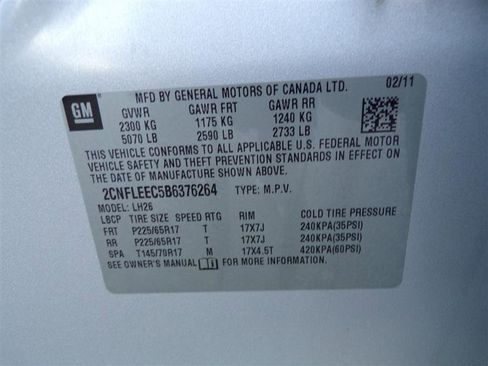 GM
MFD BY GENERAL MOTORS OF CANADA LTD. 02/11
GVWR GAWR FRT GAWR RR
2300 KG 1175 KG 1240 KG
5070 LB 2590 LB 2733 LB
THIS VEHICLE CONFORMS TO ALL APPLICABLE U.S. FEDERAL MOTOR
VEHICLE SAFETY, BUMPER, AND THEFT PREVENTION STANDARDS IN EFFECT ON
THE DATE OF MANUFACTURE SHOWN ABOVE.
2CNFLEEC5B6376264 TYPE: M.P.V.
MODEL: LH26
LBCP TIRE SIZE SPEED RTG RIM COLD TIRE PRESSURE
FRT P225/65R17 T 17X7J 240KPA(35PSI)
RR P225/65R17 T 17X7J 240KPA(35PSI)
SPA T145/70R17 M 17X4.5T 420KPA(60PSI)
SEE OWNER'S MANUAL FOR MORE INFORMATION.